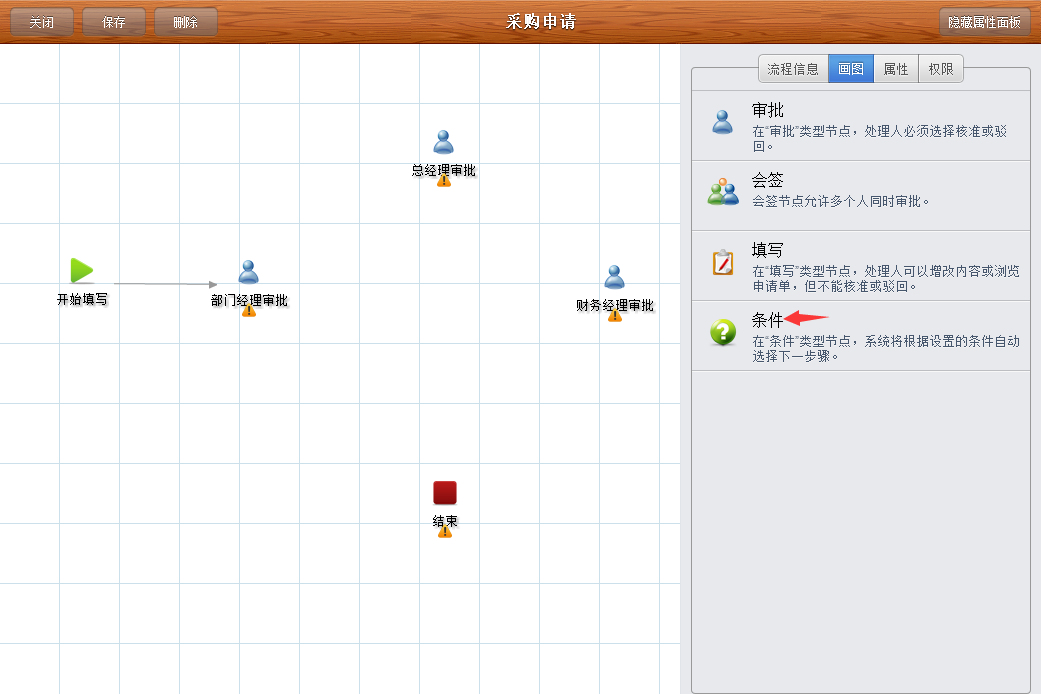 关闭
保存
删除
采购申请
隐藏属性面板
流程信息
画图
属性
权限
审批
在“审批”类型节点，处理人必须选择核准或驳
回。
会签
会签节点允许多个人同时审批。
填写
在“填写”类型节点，处理人可以增改内容或浏览
申请单，但不能核准或驳回。
条件
在“条件”类型节点，系统将根据设置的条件自动
选择下一步骤。
总经理审批
开始填写
部门经理审批
财务经理审批
结束